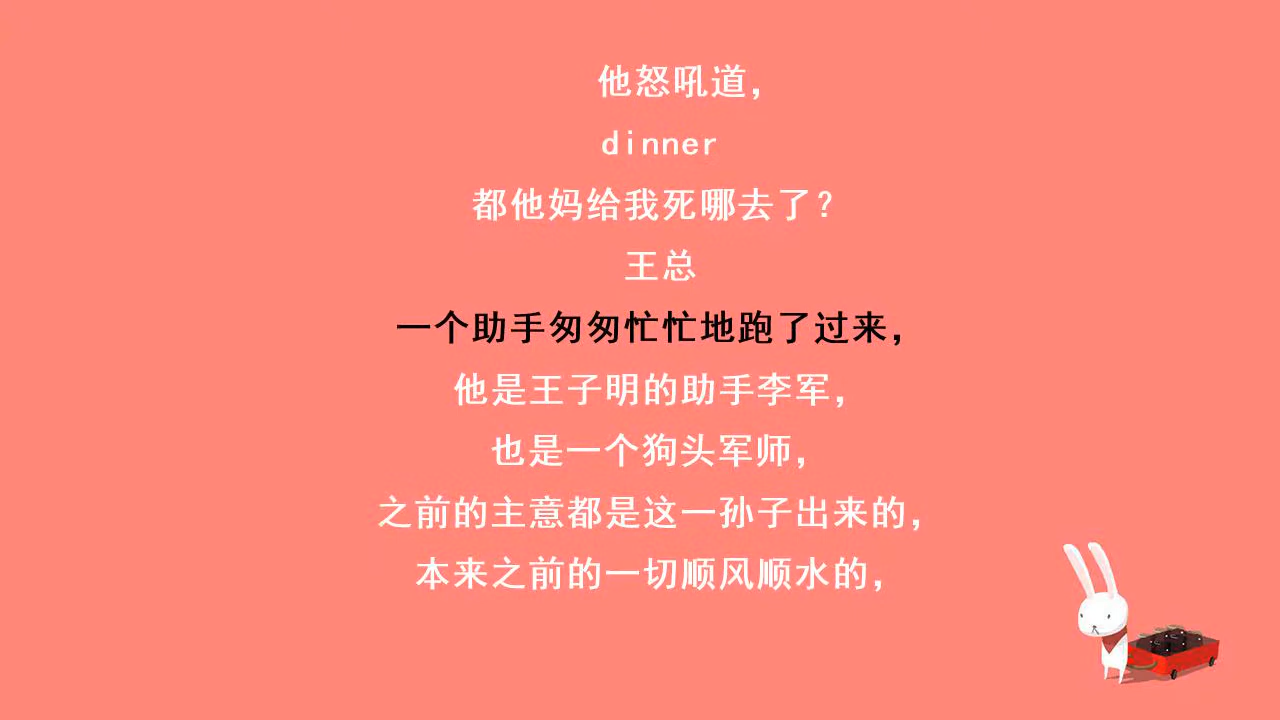 他怒吼道，
dinner
都他妈给我死哪去了？
王总
一个助手匆匆忙忙地跑了过来，
他是王子明的助手李军，
也是一个狗头军师，
之前的主意都是这一孙子出来的，
本来之前的一切顺风顺水的，